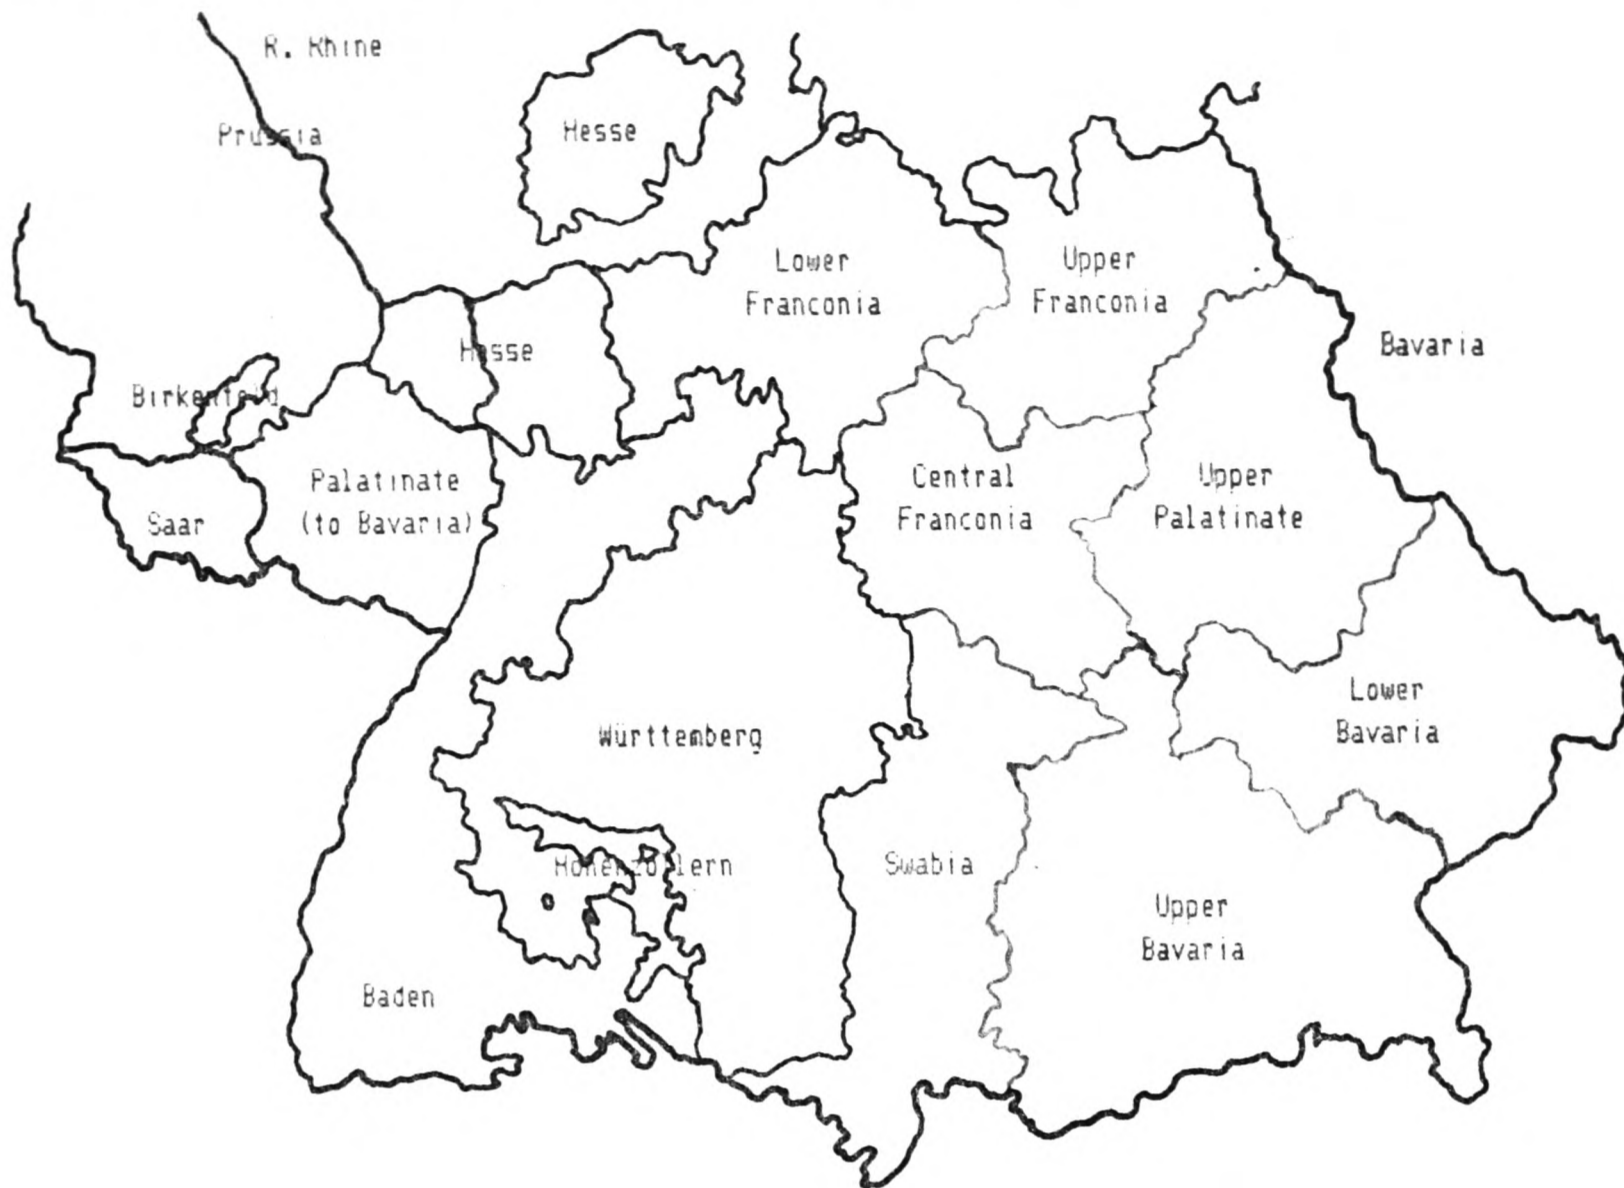 R. Rhine
Prussia
Hesse
Lower
Franconia
Upper
Franconia
Bavaria
Hesse
Birkenfeld
Palatinate
(to Bavaria)
Saar
Central
Franconia
Upper
Palatinate
Lower
Bavaria
Württemberg
Hohenzollern
Swabia
Upper
Bavaria
Baden